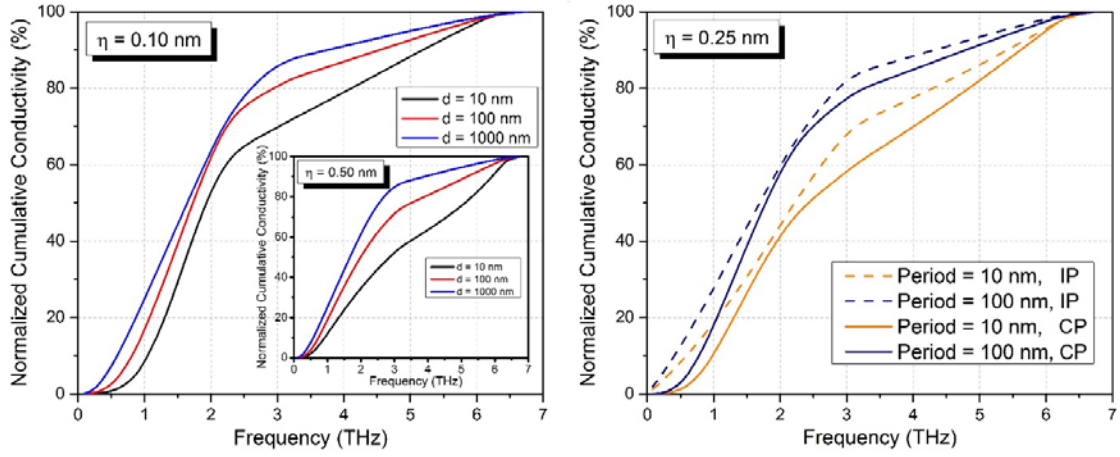 η = 0.10 nm
Normalized Cumulative Conductivity (%)
100
80
60
40
20
0
d = 10 nm
d = 100 nm
d = 1000 nm
η = 0.50 nm
Normalized Cumulative Conductivity (%)
100
80
60
40
20
0
d = 10 nm
d = 100 nm
d = 1000 nm
0 1 2 3 4 5 6 7
Frequency (THz)
0 1 2 3 4 5 6 7
Frequency (THz)
η = 0.25 nm
Normalized Cumulative Conductivity (%)
100
80
60
40
20
0
Period = 10 nm, IP
Period = 100 nm, IP
Period = 10 nm, CP
Period = 100 nm, CP
0 1 2 3 4 5 6 7
Frequency (THz)